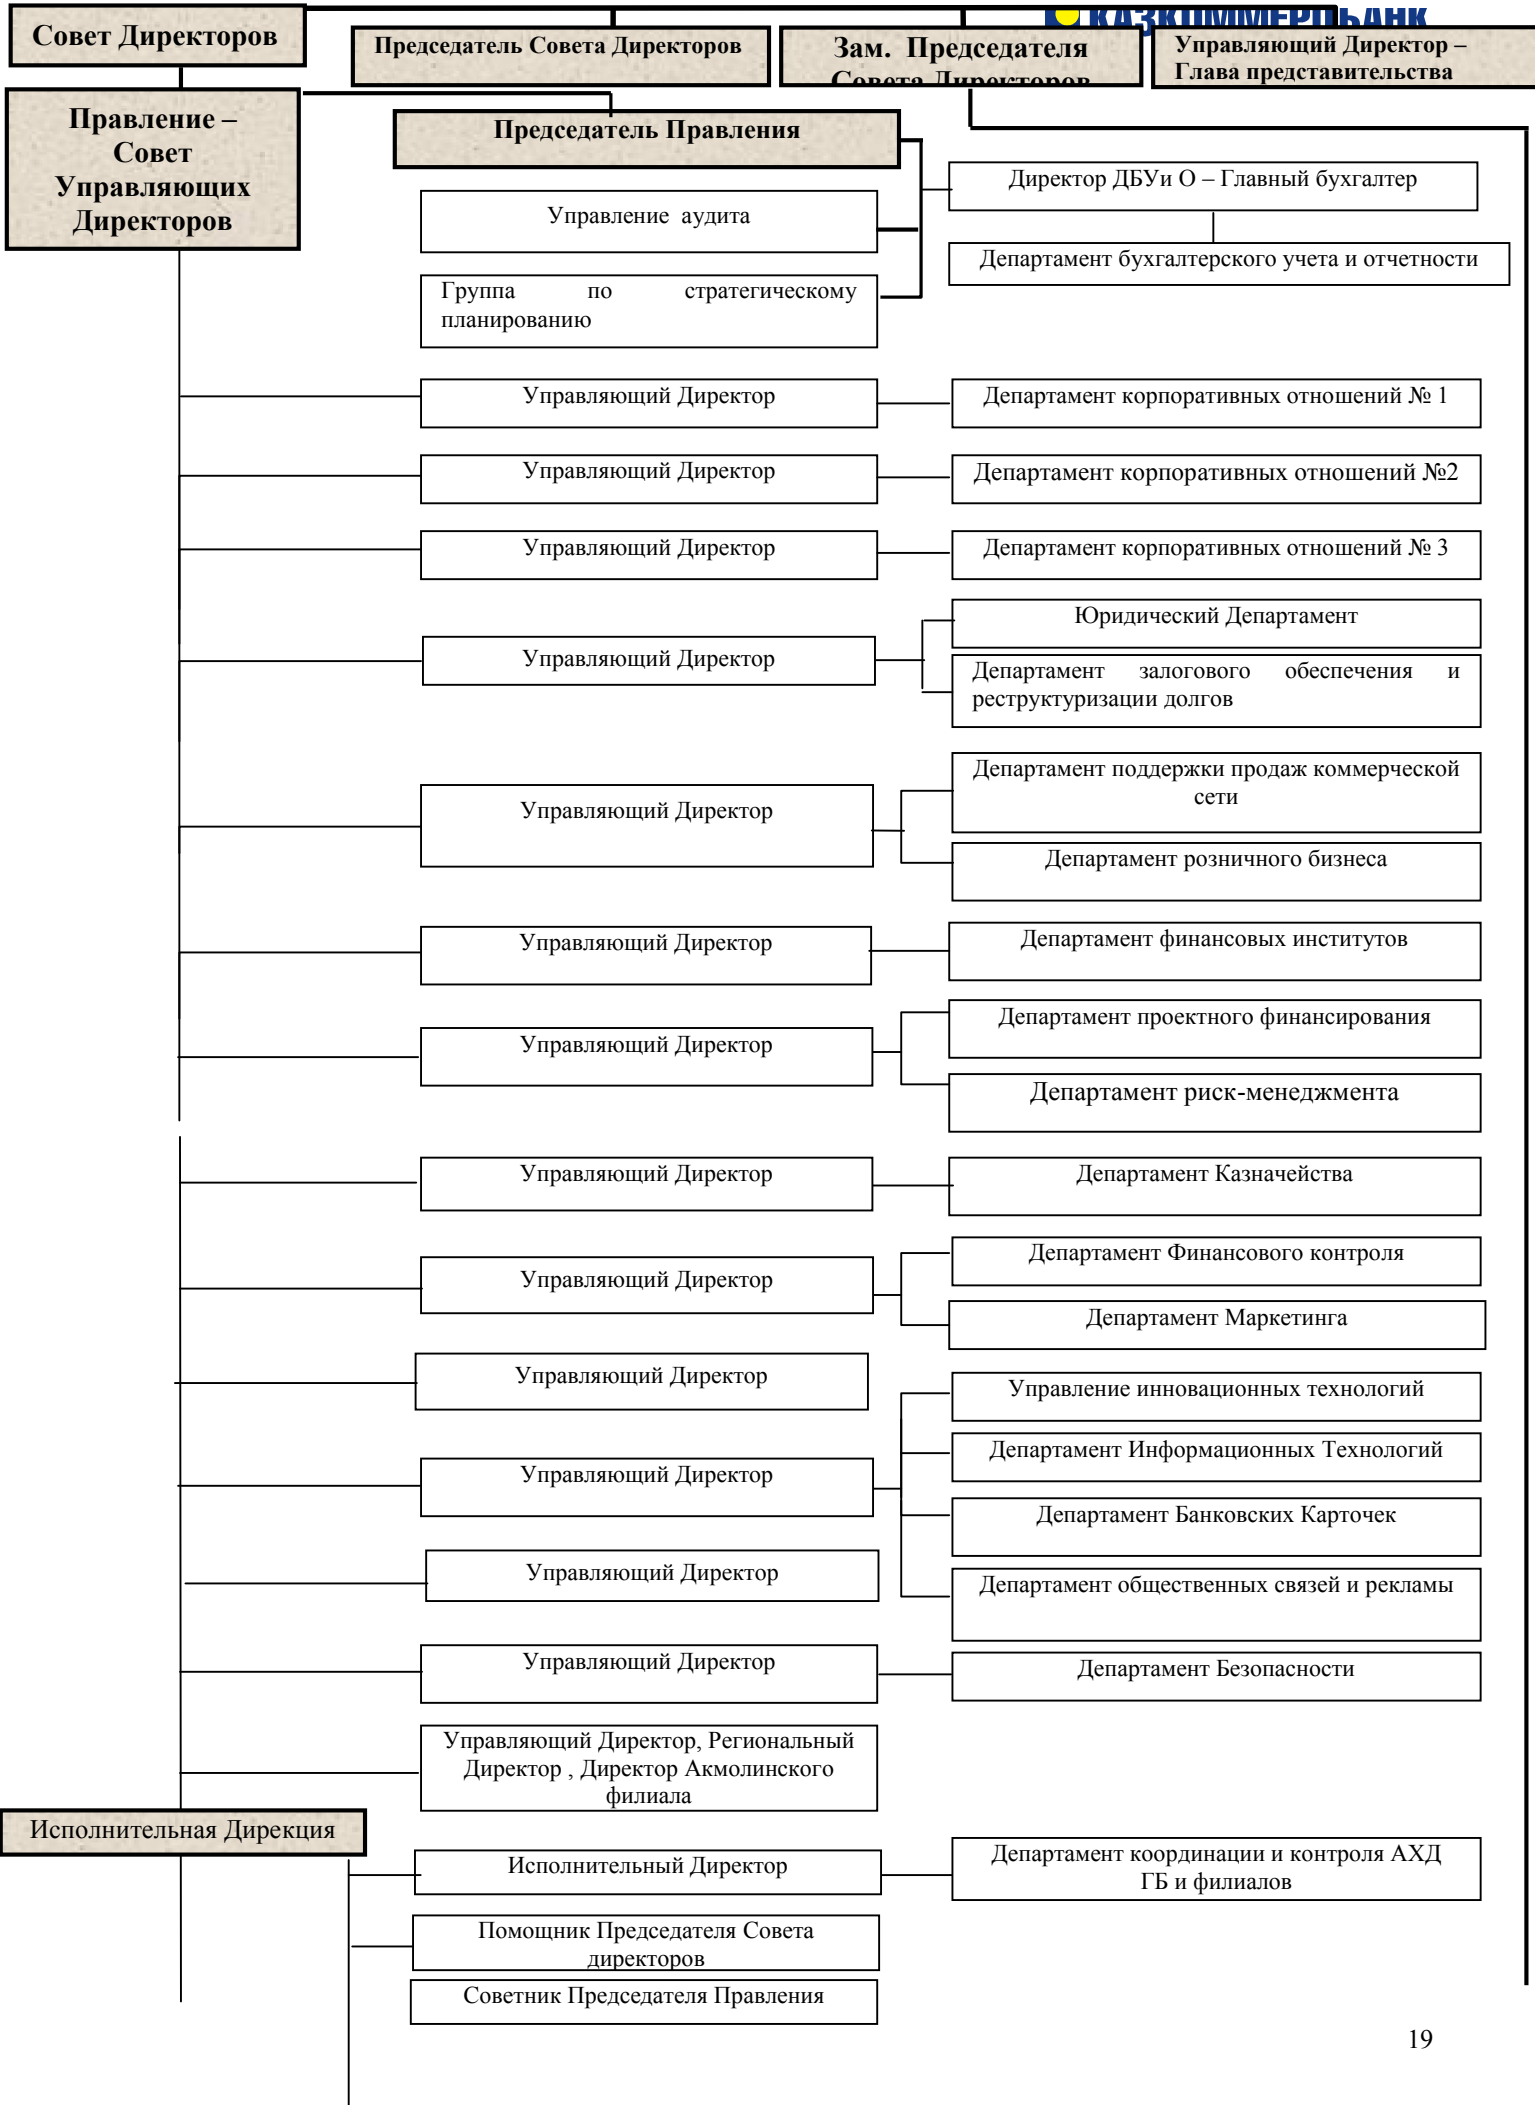 КАЗКОММЕРЦБАНК
Совет Директоров
Председатель Совета Директоров
Зам. Председателя
Совета Директоров
Управляющий Директор –
Глава представительства
Правление –
Совет
Управляющих
Директоров
Председатель Правления
Директор ДБУи О – Главный бухгалтер
Управление аудита
Департамент бухгалтерского учета и отчетности
Группа по стратегическому
планированию
Управляющий Директор
Департамент корпоративных отношений № 1
Управляющий Директор
Департамент корпоративных отношений №2
Управляющий Директор
Департамент корпоративных отношений № 3
Управляющий Директор
Юридический Департамент
Департамент залогового обеспечения и
реструктуризации долгов
Управляющий Директор
Департамент поддержки продаж коммерческой
сети
Департамент розничного бизнеса
Управляющий Директор
Департамент финансовых институтов
Управляющий Директор
Департамент проектного финансирования
Департамент риск-менеджмента
Управляющий Директор
Департамент Казначейства
Управляющий Директор
Департамент Финансового контроля
Департамент Маркетинга
Управляющий Директор
Управляющий Директор
Управление инновационных технологий
Департамент Информационных Технологий
Департамент Банковских Карточек
Департамент общественных связей и рекламы
Управляющий Директор
Управляющий Директор
Департамент Безопасности
Управляющий Директор, Региональный
Директор , Директор Акмолинского
филиала
Исполнительная Дирекция
Исполнительный Директор
Департамент координации и контроля АХД
ГБ и филиалов
Помощник Председателя Совета
директоров
Советник Председателя Правления
19